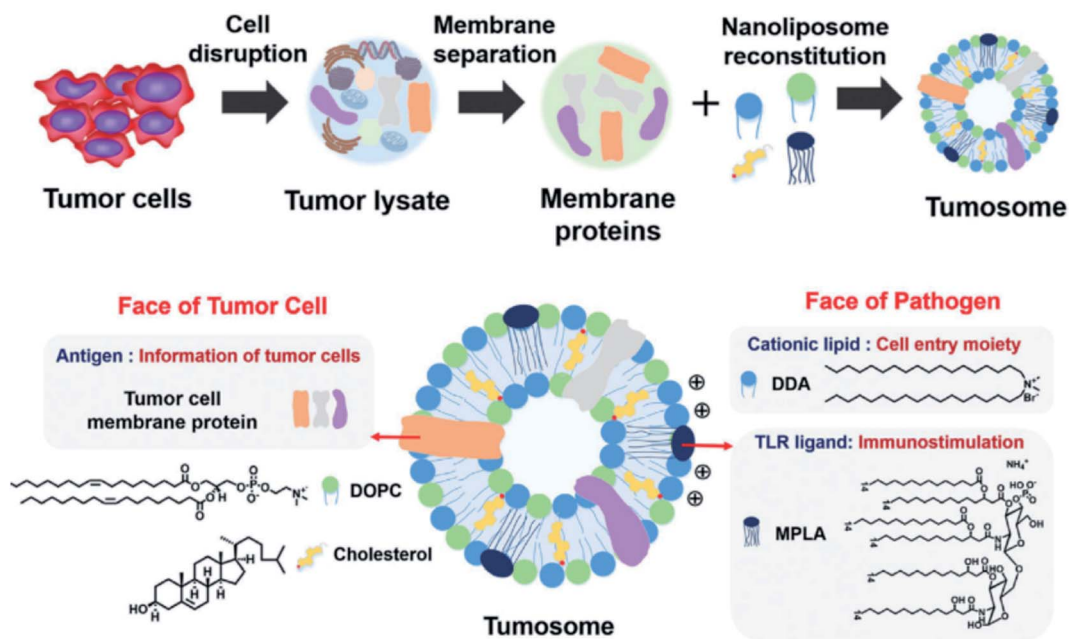 Cell
disruption
Membrane
separation
Nanoliposome
reconstitution
Tumor cells
Tumor lysate
Membrane
proteins
Tumosome
Face of Tumor Cell
Antigen : Information of tumor cells
Tumor cell
membrane protein
DOPC
Cholesterol
Tumosome
Face of Pathogen
Cationic lipid : Cell entry moiety
DDA
TLR ligand: Immunostimulation
MPLA